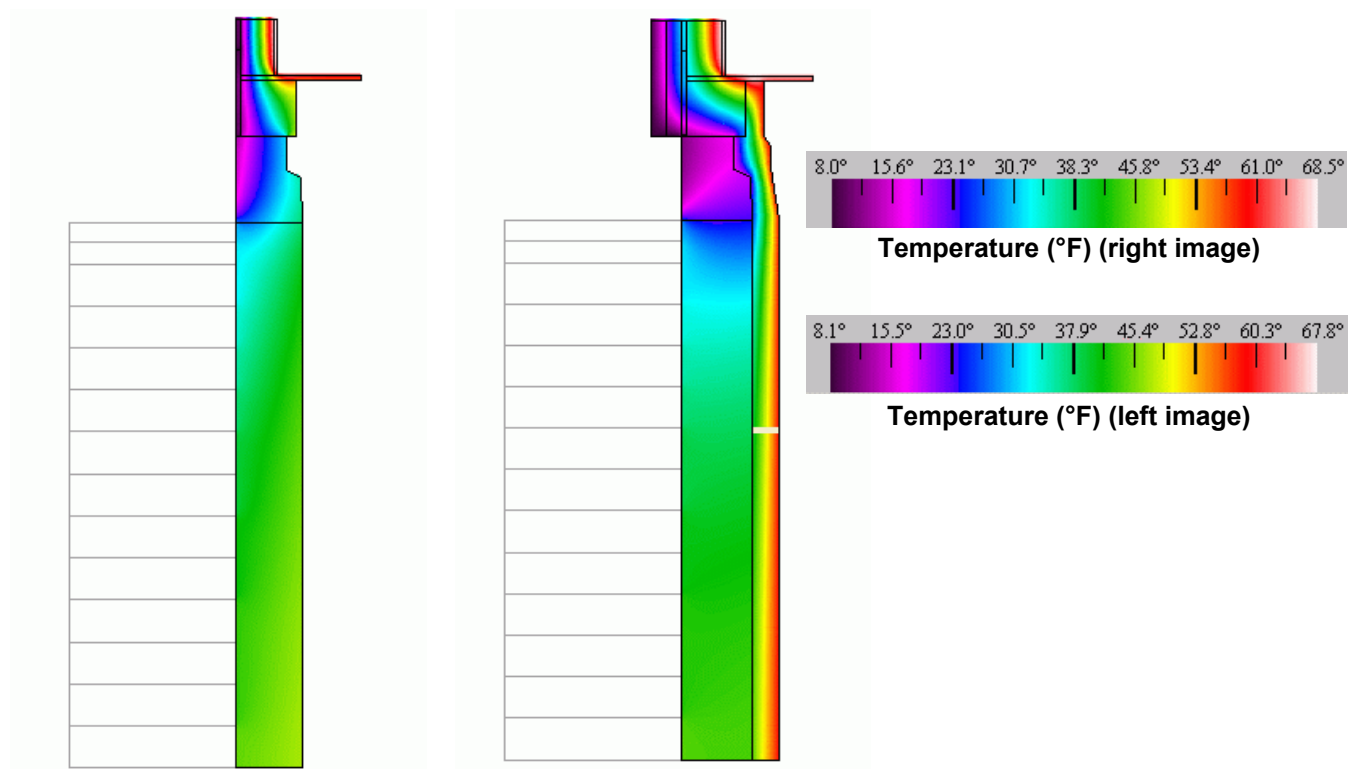 8.0° 15.6° 23.1° 30.7° 38.3° 45.8° 53.4° 61.0° 68.5°
Temperature (°F) (right image)
8.1° 15.5° 23.0° 30.5° 37.9° 45.4° 52.8° 60.3° 67.8°
Temperature (°F) (left image)